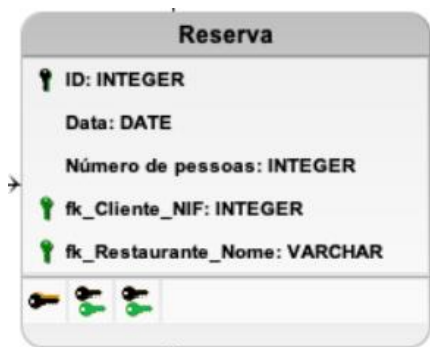 Reserva
ID: INTEGER
Data: DATE
Número de pessoas: INTEGER
fk_Cliente_NIF: INTEGER
fk_Restaurante_Nome: VARCHAR